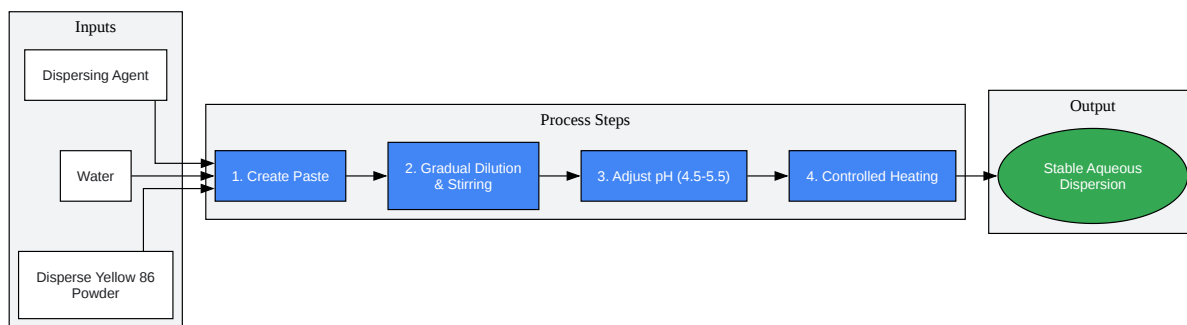 Inputs
Dispersing Agent
Water
Disperse Yellow 86
Powder
Process Steps
1. Create Paste
2. Gradual Dilution
& Stirring
3. Adjust pH (4.5-5.5)
4. Controlled Heating
Output
Stable Aqueous
Dispersion